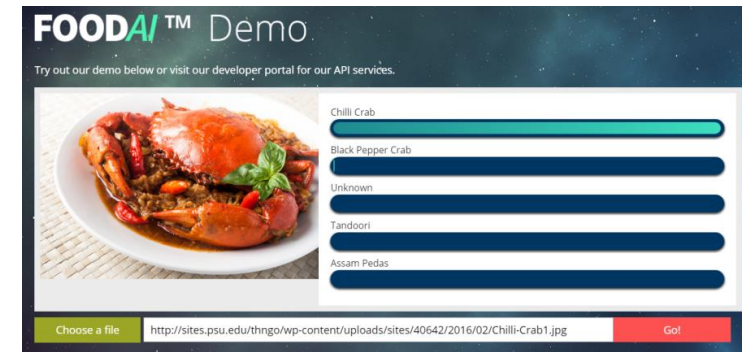 FOODAI™ Demo
Try out our demo below or visit our developer portal for our API services.
Chilli Crab
Black Pepper Crab
Unknown
Tandoori
Assam Pedas
Choose a file http://sites.psu.edu/thngo/wp-content/uploads/sites/40642/2016/02/Chilli-Crab1.jpg Go!